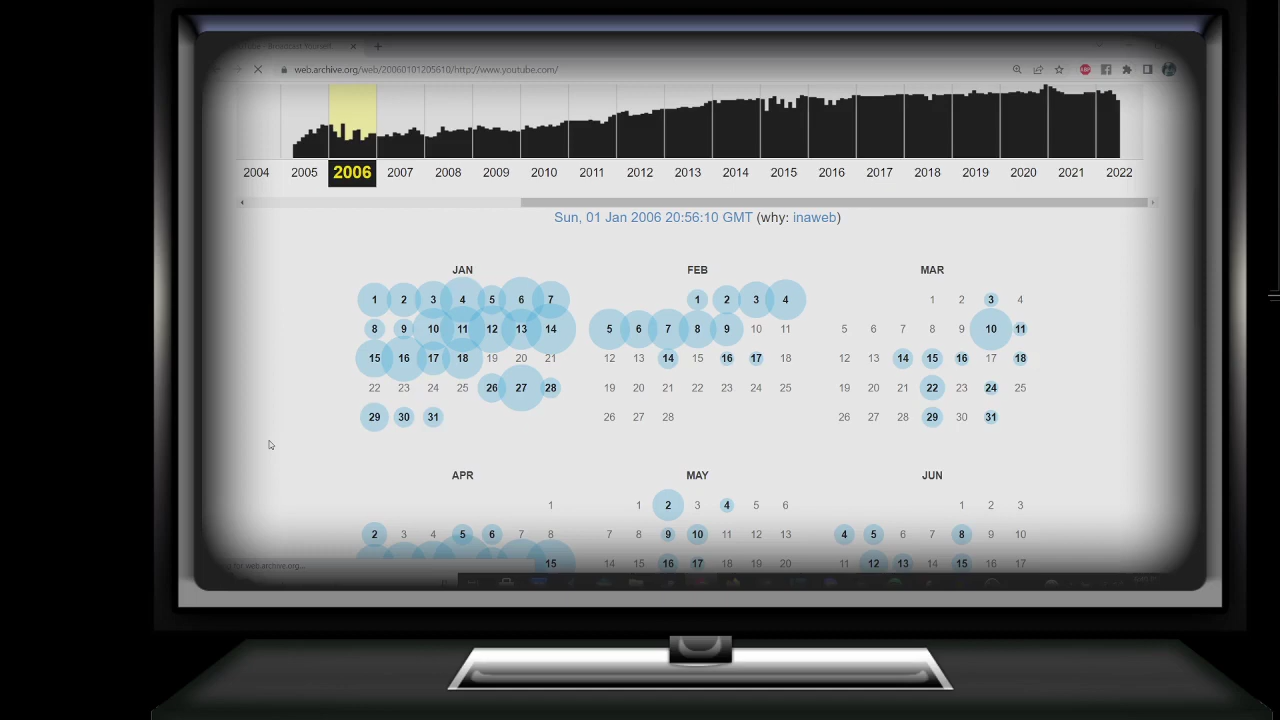 YouTube - Broadcast Yourself.
web.archive.org/web/20060101205610/http://www.youtube.com/
2004 2005 2006 2007 2008 2009 2010 2011 2012 2013 2014 2015 2016 2017 2018 2019 2020 2021 2022
Sun, 01 Jan 2006 20:56:10 GMT (why: inaweb)
JAN FEB MAR
1 2 3 4 5 6 7 1 2 3 4 1 2 3 4
8 9 10 11 12 13 14 5 6 7 8 9 10 11 5 6 7 8 9 10 11
15 16 17 18 19 20 21 12 13 14 15 16 17 18 12 13 14 15 16 17 18
22 23 24 25 26 27 28 19 20 21 22 23 24 25 19 20 21 22 23 24 25
29 30 31 26 27 28 26 27 28 29 30 31
APR MAY JUN
1 1 2 3 4 5 6 1 2 3
2 3 4 5 6 7 8 7 8 9 10 11 12 13 4 5 6 7 8 9 10
15 14 15 16 17 18 19 20 11 12 13 14 15 16 17
for web.archive.org...